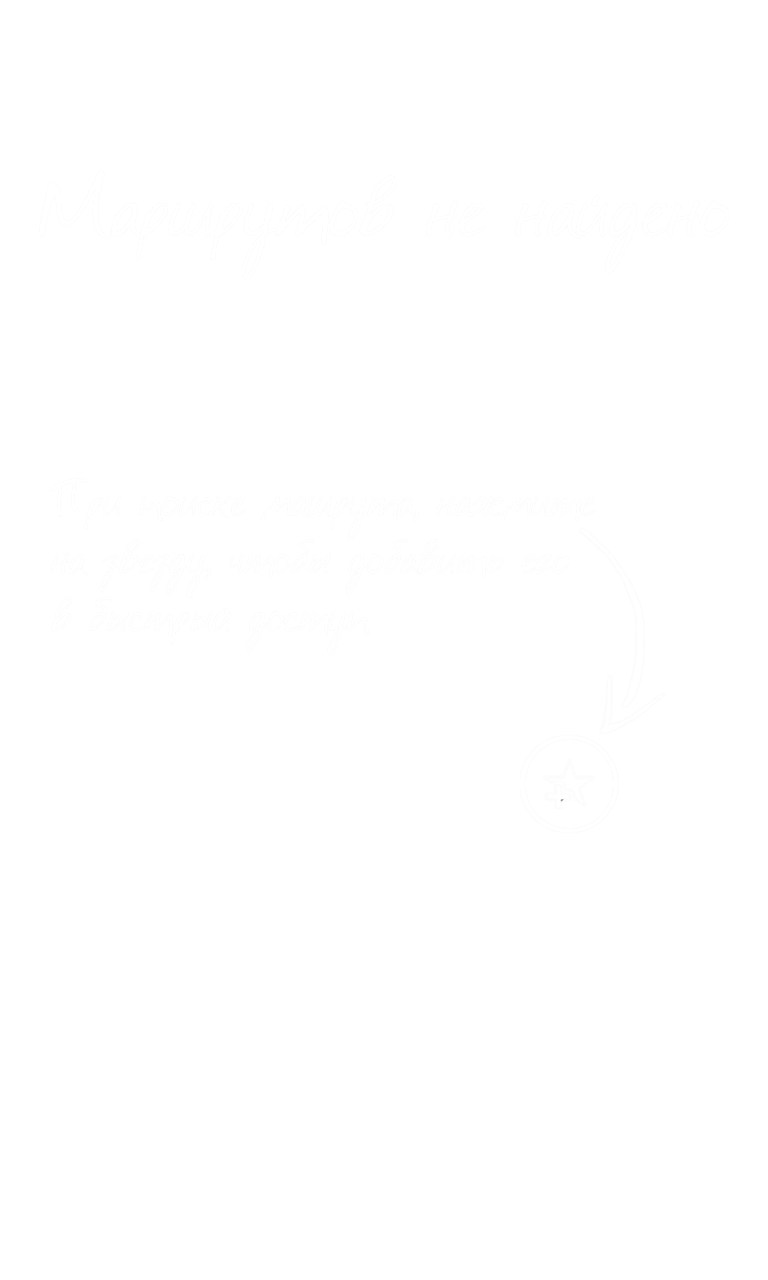 Маршрутов не найдено
При поиске маршрута, нажмите
на звезду, чтобы добавить его
в быстрый доступ